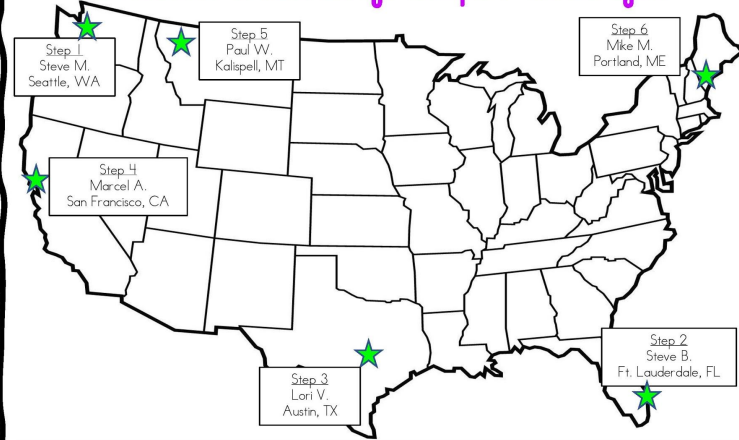 Step 1
Steve M.
Seattle, WA
Step 5
Paul W.
Kalispell, MT
Step 6
Mike M.
Portland, ME
Step 4
Marcel A.
San Francisco, CA
Step 3
Lori V.
Austin, TX
Step 2
Steve B.
Ft. Lauderdale, FL